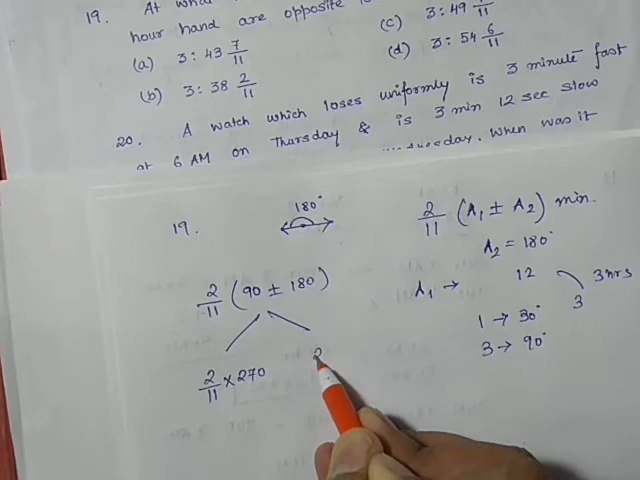 19. At what
hour hand are opposite
(a) 3:43 7/11
(c) 3:49
(b) 3:38 2/11
(d) 3:54 6/11
20. A watch which loses uniformly is 3 minute fast
at 6 AM on Thursday & is 3 min 12 sec slow
when was it
19.
180°
2/11 (A₁ ± A₂) min.
A₂ = 180°
2/11 (90 ± 180)
A₁ → 12 3hrs
3
1 → 30°
3 → 90°
2/11 × 270
2